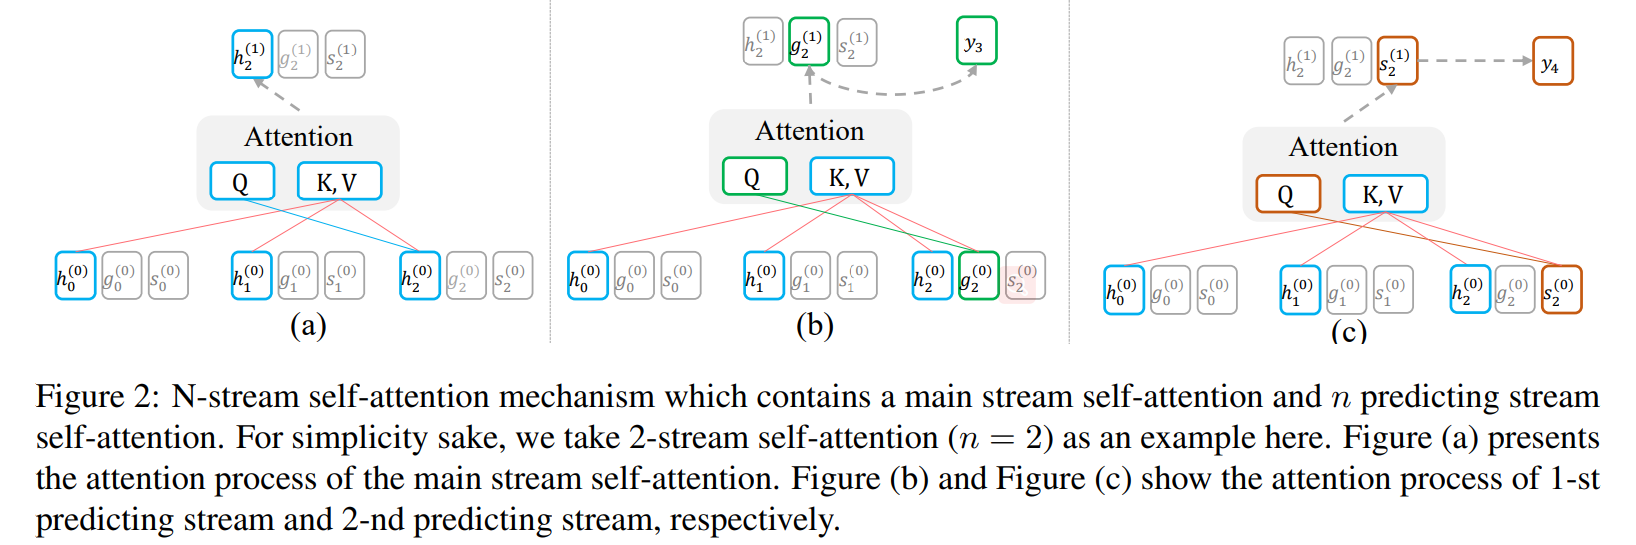 h_2^{(1)} g_2^{(1)} s_2^{(1)}
Attention
Q K, V
h_0^{(0)} g_0^{(0)} s_0^{(0)} h_1^{(0)} g_1^{(0)} s_1^{(0)} h_2^{(0)} g_2^{(0)} s_2^{(0)}
(a)
h_2^{(1)} g_2^{(1)} s_2^{(1)} y_3
Attention
Q K, V
h_0^{(0)} g_0^{(0)} s_0^{(0)} h_1^{(0)} g_1^{(0)} s_1^{(0)} h_2^{(0)} g_2^{(0)} s_2^{(0)}
(b)
h_2^{(1)} g_2^{(1)} s_2^{(1)} y_4
Attention
Q K, V
h_0^{(0)} g_0^{(0)} s_0^{(0)} h_1^{(0)} g_1^{(0)} s_1^{(0)} h_2^{(0)} g_2^{(0)} s_2^{(0)}
(c)
Figure 2: N-stream self-attention mechanism which contains a main stream self-attention and n predicting stream
self-attention. For simplicity sake, we take 2-stream self-attention (n = 2) as an example here. Figure (a) presents
the attention process of the main stream self-attention. Figure (b) and Figure (c) show the attention process of 1-st
predicting stream and 2-nd predicting stream, respectively.